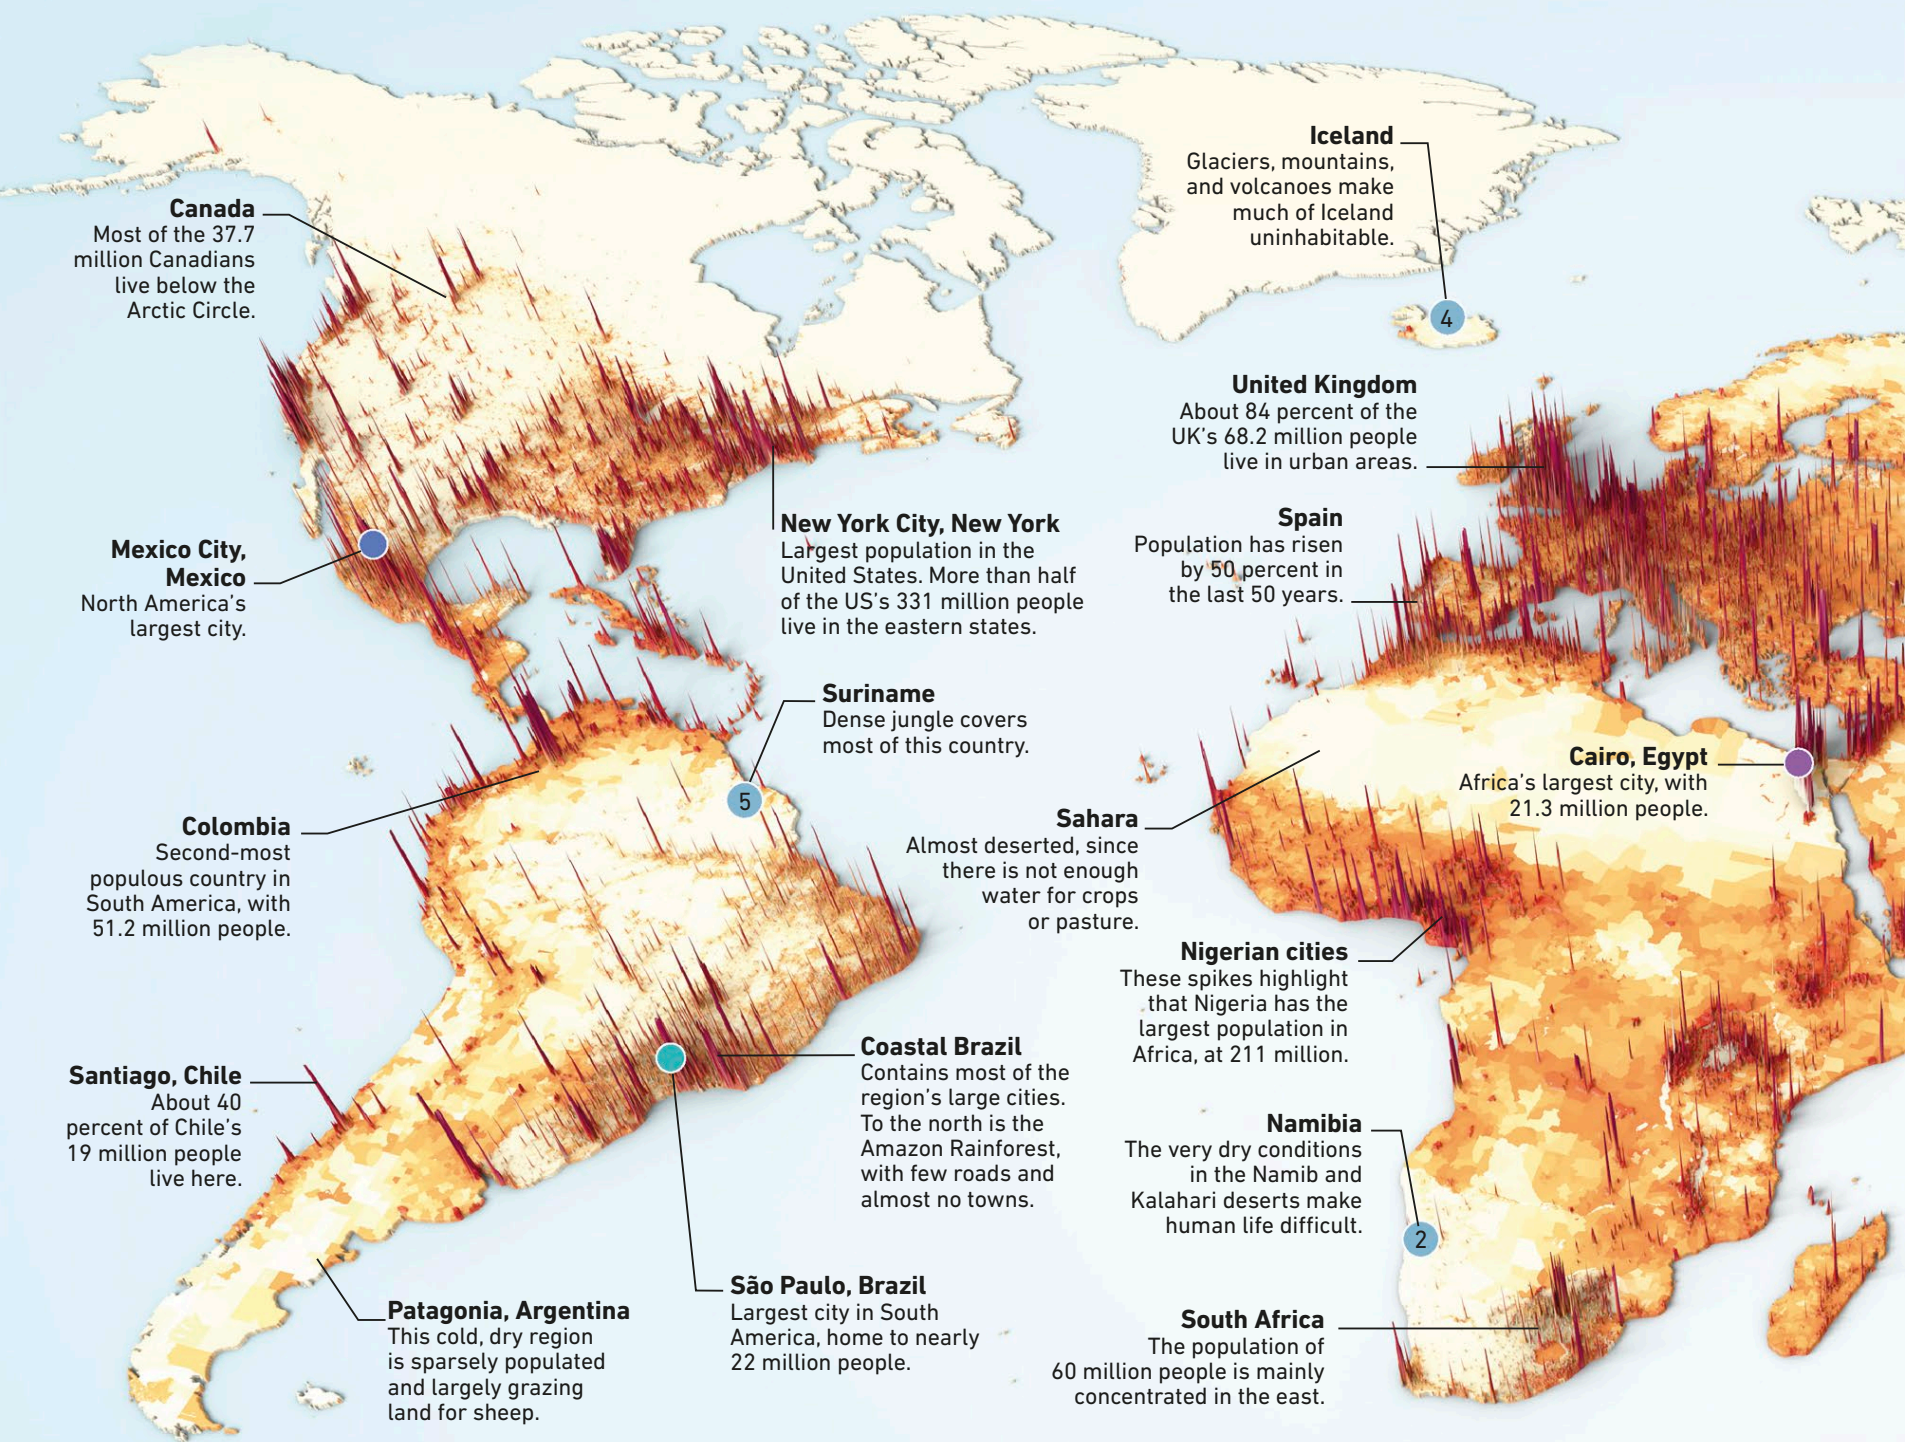 Iceland
Glaciers, mountains,
and volcanoes make
much of Iceland
uninhabitable.
4
Canada
Most of the 37.7
million Canadians
live below the
Arctic Circle.
United Kingdom
About 84 percent of the
UK's 68.2 million people
live in urban areas.
Spain
Population has risen
by 50 percent in
the last 50 years.
New York City, New York
Largest population in the
United States. More than half
of the US's 331 million people
live in the eastern states.
Mexico City,
Mexico
North America's
largest city.
Suriname
Dense jungle covers
most of this country.
5
Cairo, Egypt
Africa's largest city, with
21.3 million people.
Colombia
Second-most
populous country in
South America, with
51.2 million people.
Sahara
Almost deserted, since
there is not enough
water for crops
or pasture.
Nigerian cities
These spikes highlight
that Nigeria has the
largest population in
Africa, at 211 million.
Coastal Brazil
Contains most of the
region's large cities.
To the north is the
Amazon Rainforest,
with few roads and
almost no towns.
Santiago, Chile
About 40
percent of Chile's
19 million people
live here.
Namibia
The very dry conditions
in the Namib and
Kalahari deserts make
human life difficult.
2
São Paulo, Brazil
Largest city in South
America, home to nearly
22 million people.
Patagonia, Argentina
This cold, dry region
is sparsely populated
and largely grazing
land for sheep.
South Africa
The population of
60 million people is mainly
concentrated in the east.